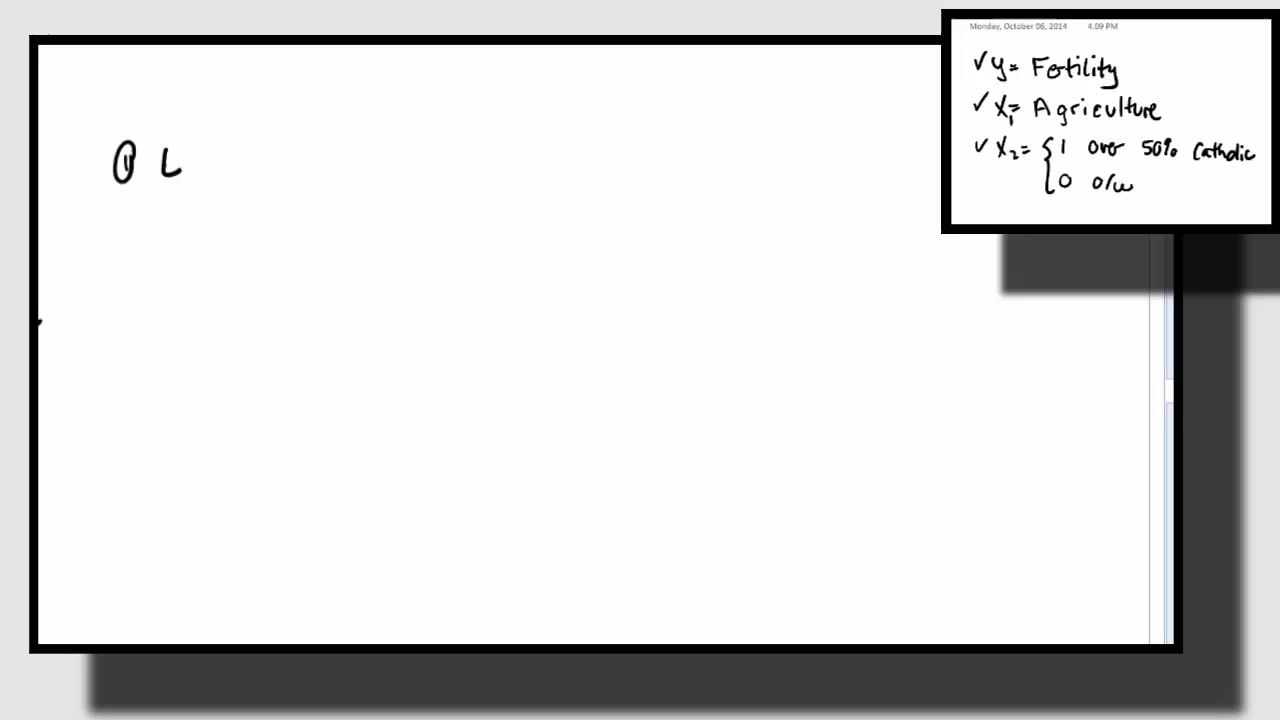 Monday, October 06, 2014 4:09 PM
✓ y = Fertility
✓ X₁ = Agriculture
✓ X₂ = { 1 over 50% Catholic
0 o/w
① L